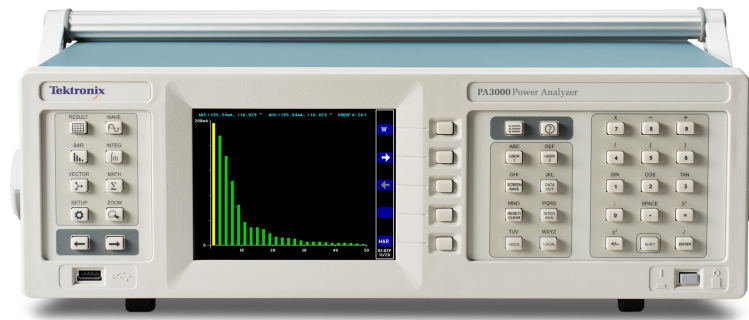 Tektronix
PA3000 Power Analyzer
RESULT WAVE
BAR INTEG
VECTOR MATH
SETUP ZOOM
200mA
0
10 20 30 40 50
W
HAR
ABC DEF
USER 1 USER 2
GHI JKL
SCREEN SAVE DATA OUT
MNO PQRS
RESET/CLEAR INTEG RUN
TUV WXYZ
HOLD LOCAL
X - +
7 8 9
/ ( )
4 5 6
SIN COS TAN
1 2 3
SPACE
0 . =
+/- SHIFT ENTER